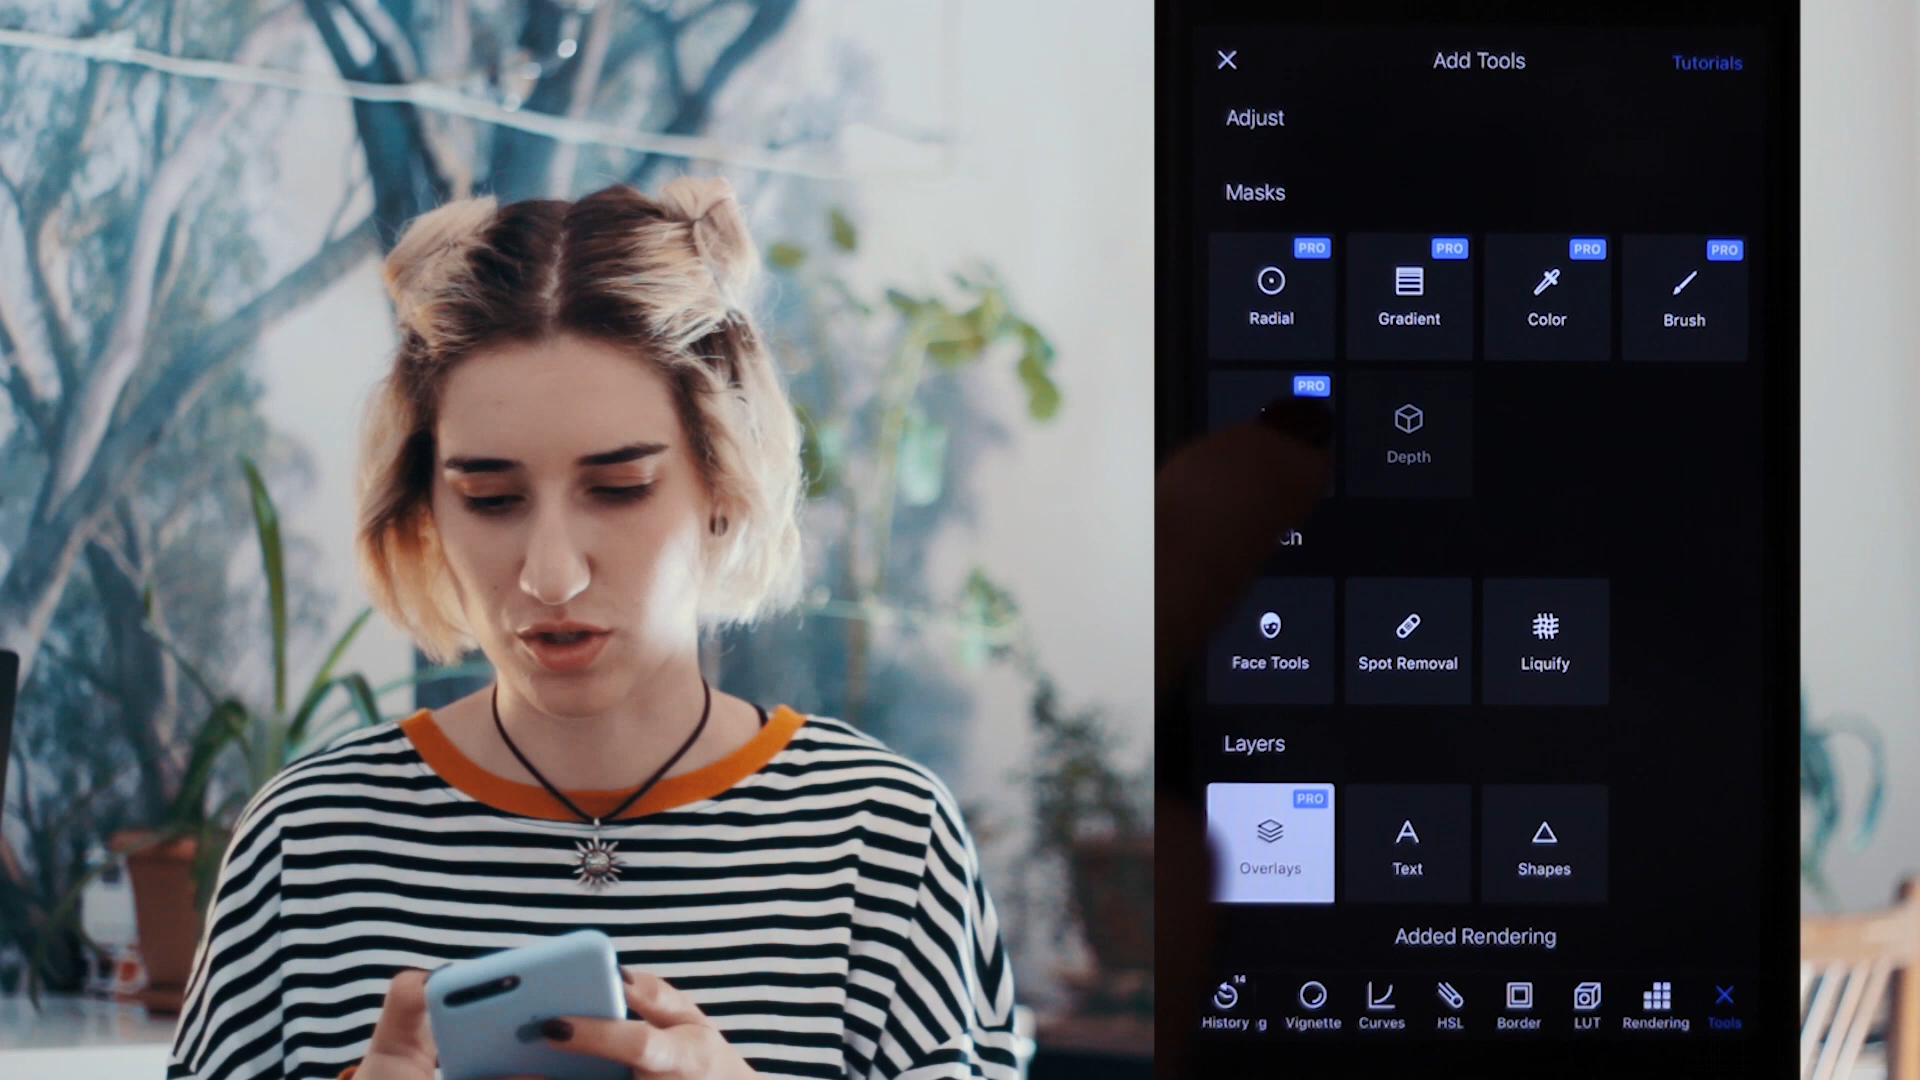 Add Tools
Tutorials
Adjust
Masks
PRO
PRO
PRO
PRO
Radial
Gradient
Color
Brush
PRO
Depth
ch
Face Tools
Spot Removal
Liquify
Layers
PRO
Overlays
Text
Shapes
Added Rendering
14
History
g
Vignette
Curves
HSL
Border
LUT
Rendering
Tools